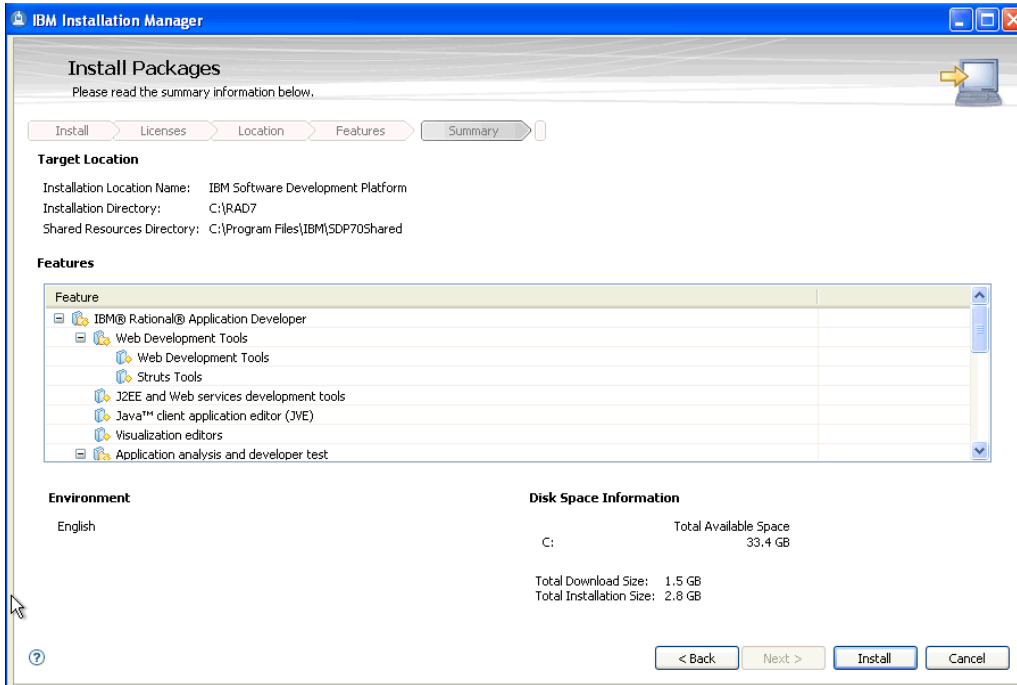 IBM Installation Manager
Install Packages
Please read the summary information below.
Install Licenses Location Features Summary
Target Location
Installation Location Name: IBM Software Development Platform
Installation Directory: C:\RAD7
Shared Resources Directory: C:\Program Files\IBM\SDP70Shared
Features
Feature
IBM® Rational® Application Developer
Web Development Tools
Web Development Tools
Struts Tools
J2EE and Web services development tools
Java™ client application editor (JVE)
Visualization editors
Application analysis and developer test
Environment
English
Disk Space Information
Total Available Space
C: 33.4 GB
Total Download Size: 1.5 GB
Total Installation Size: 2.8 GB
? < Back Next > Install Cancel